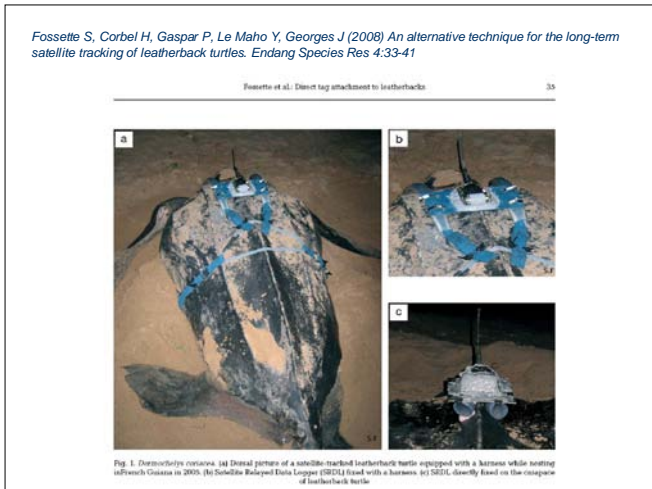 Fossette S, Corbel H, Gaspar P, Le Maho Y, Georges J (2008) An alternative technique for the long-term
satellite tracking of leatherback turtles. Endang Species Res 4:33-41
Fossette et al.: Direct tag attachment to leatherbacks
35
a
b
S.F
c
S.F
Fig. 1. Dermochelys coriacea. (a) Dorsal picture of a satellite-tracked leatherback turtle equipped with a harness while nesting
in French Guiana in 2005. (b) Satellite Relayed Data Logger (SRDL) fixed with a harness. (c) SRDL directly fixed on the carapace
of leatherback turtle